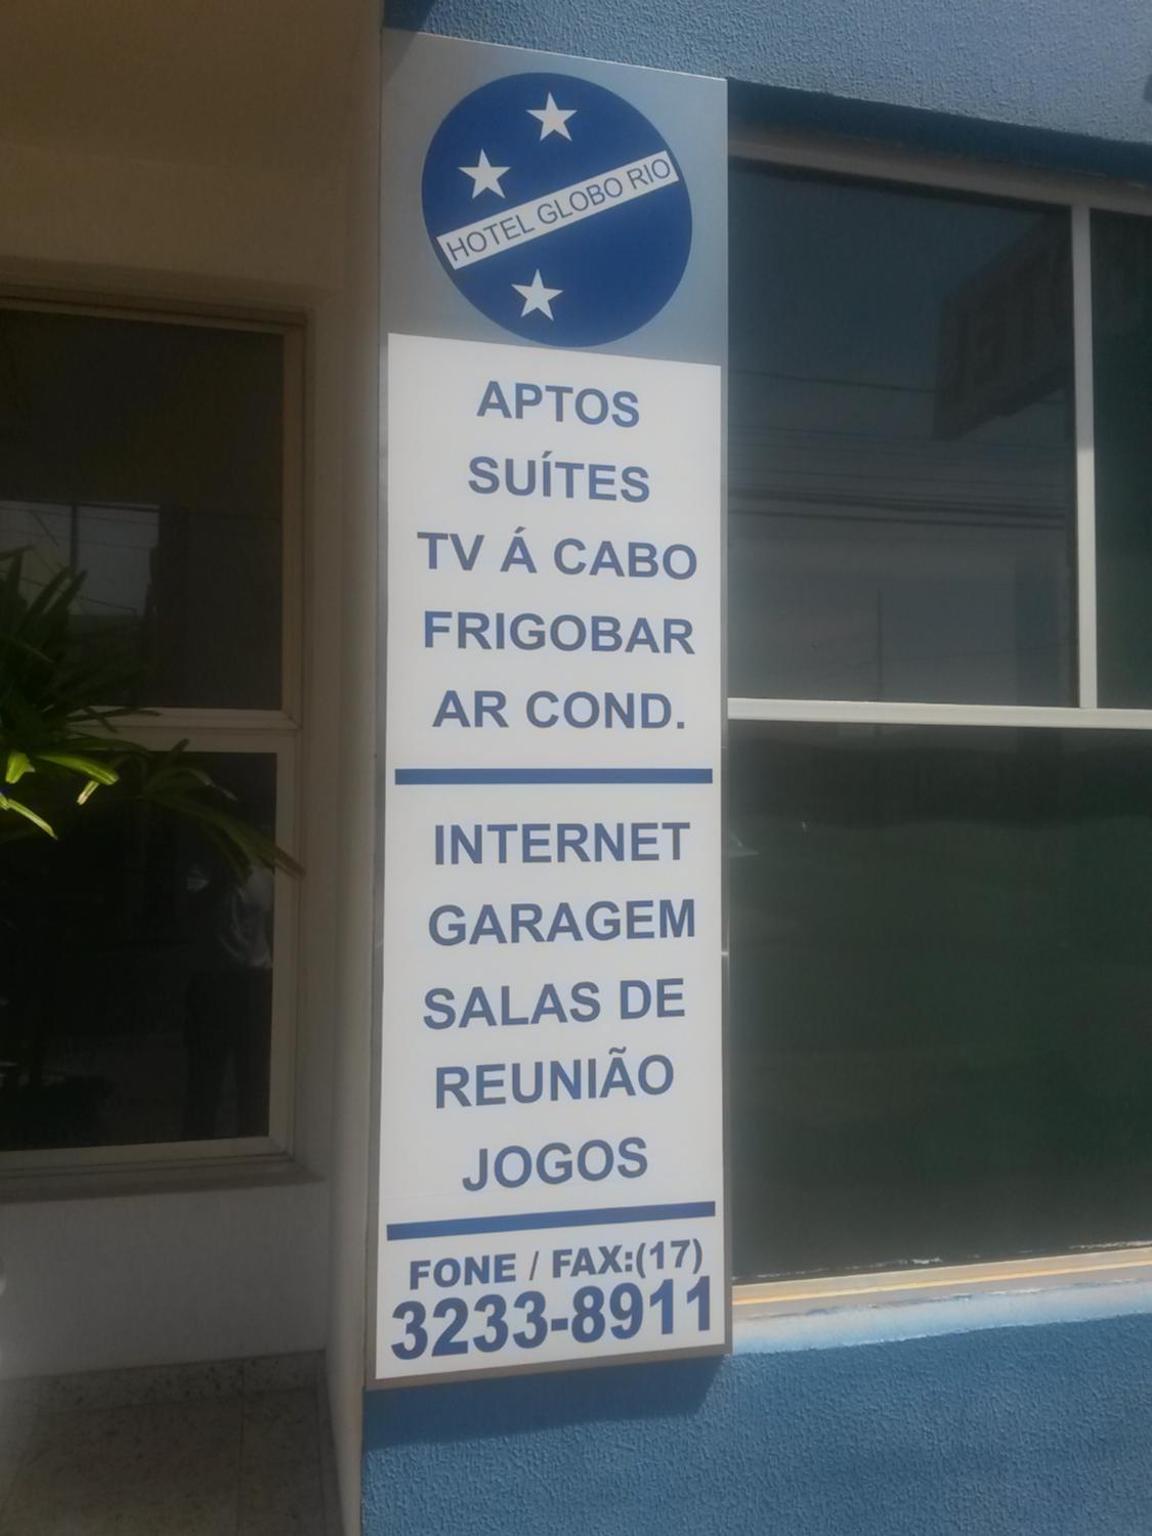 HOTEL GLOBO RIO
APTOS
SUÍTES
TV Á CABO
FRIGOBAR
AR COND.
INTERNET
GARAGEM
SALAS DE
REUNIÃO
JOGOS
FONE / FAX:(17)
3233-8911